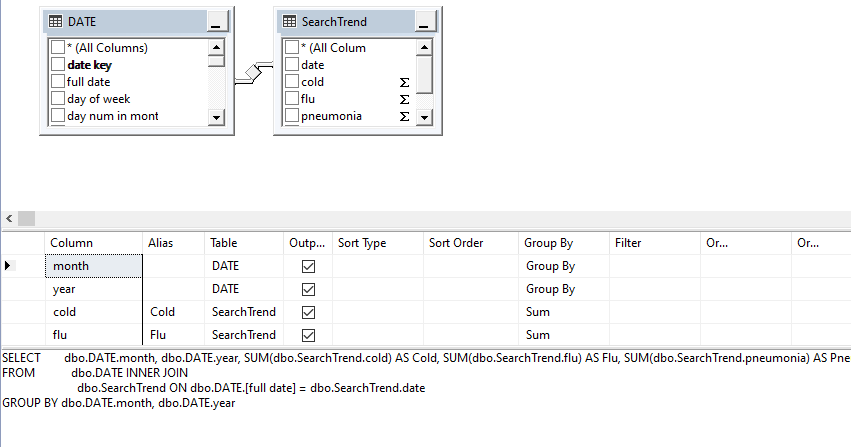 DATE
* (All Columns)
date key
full date
day of week
day num in mont
SearchTrend
* (All Colum
date
cold Σ
flu Σ
pneumonia Σ
Column Alias Table Outp... Sort Type Sort Order Group By Filter Or... Or...
month DATE Group By
year DATE Group By
cold Cold SearchTrend Sum
flu Flu SearchTrend Sum
SELECT dbo.DATE.month, dbo.DATE.year, SUM(dbo.SearchTrend.cold) AS Cold, SUM(dbo.SearchTrend.flu) AS Flu, SUM(dbo.SearchTrend.pneumonia) AS Pne
FROM dbo.DATE INNER JOIN
dbo.SearchTrend ON dbo.DATE.[full date] = dbo.SearchTrend.date
GROUP BY dbo.DATE.month, dbo.DATE.year